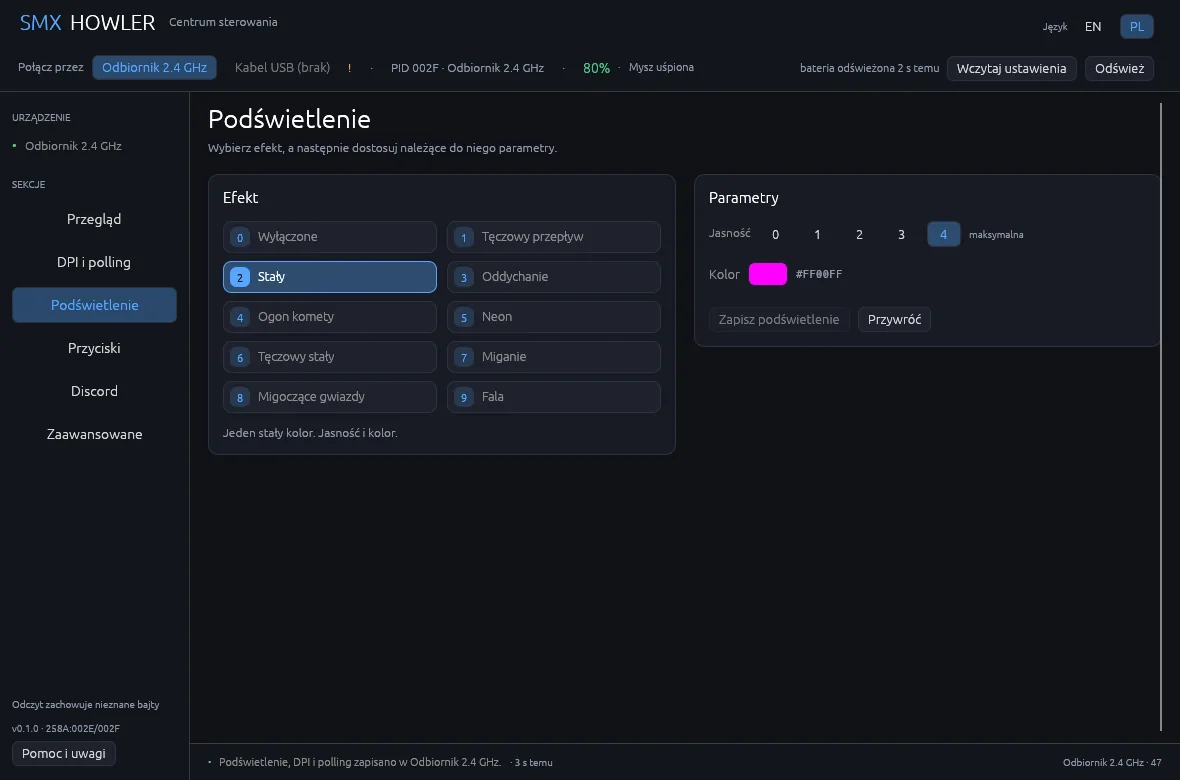 SMX HOWLER Centrum sterowania Język EN PL
Połącz przez Odbiornik 2.4 GHz Kabel USB (brak) ! · PID 002F · Odbiornik 2.4 GHz · 80% · Mysz uśpiona bateria odświeżona 2 s temu Wczytaj ustawienia Odśwież
URZĄDZENIE
• Odbiornik 2.4 GHz
SEKCJE
Przegląd
DPI i polling
Podświetlenie
Przyciski
Discord
Zaawansowane
Odczyt zachowuje nieznane bajty
v0.1.0 · 258A:002E/002F
Pomoc i uwagi
Podświetlenie
Wybierz efekt, a następnie dostosuj należące do niego parametry.
Efekt
0 Wyłączone 1 Tęczowy przepływ
2 Stały 3 Oddychanie
4 Ogon komety 5 Neon
6 Tęczowy stały 7 Miganie
8 Migoczące gwiazdy 9 Fala
Jeden stały kolor. Jasność i kolor.
Parametry
Jasność 0 1 2 3 4 maksymalna
Kolor #FF00FF
Zapisz podświetlenie Przywróć
• Podświetlenie, DPI i polling zapisano w Odbiornik 2.4 GHz. · 3 s temu Odbiornik 2.4 GHz · 47